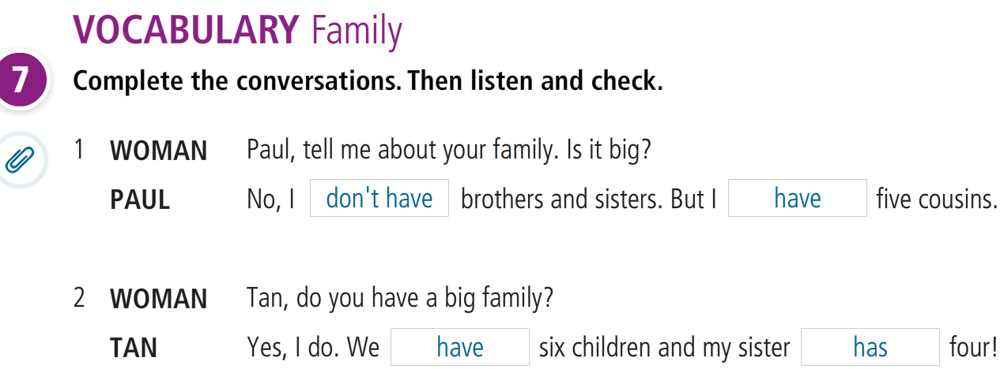 VOCABULARY Family
7 Complete the conversations. Then listen and check.
1 WOMAN Paul, tell me about your family. Is it big?
PAUL No, I don't have brothers and sisters. But I have five cousins.
2 WOMAN Tan, do you have a big family?
TAN Yes, I do. We have six children and my sister has four!